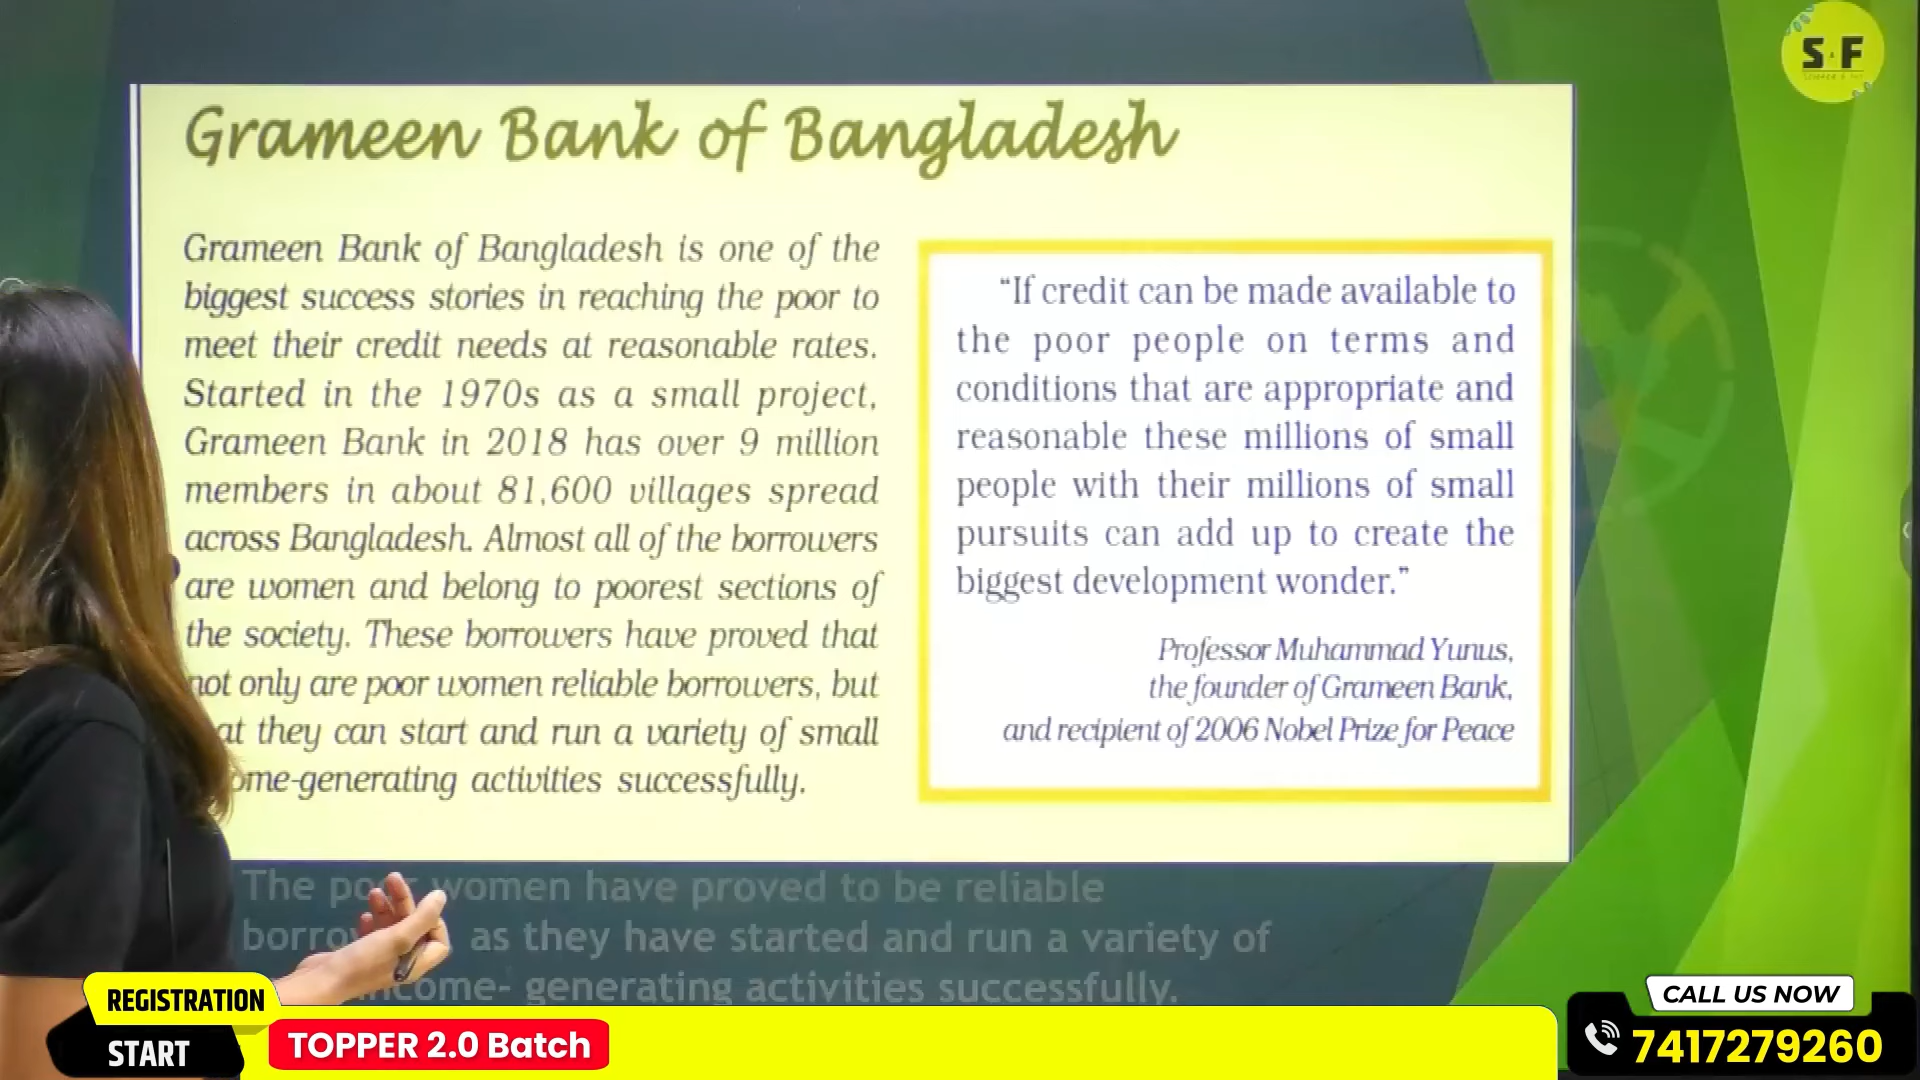 S F
Grameen Bank of Bangladesh
Grameen Bank of Bangladesh is one of the
biggest success stories in reaching the poor to
meet their credit needs at reasonable rates.
Started in the 1970s as a small project,
Grameen Bank in 2018 has over 9 million
members in about 81,600 villages spread
across Bangladesh. Almost all of the borrowers
are women and belong to poorest sections of
the society. These borrowers have proved that
not only are poor women reliable borrowers, but
at they can start and run a variety of small
ome-generating activities successfully.
“If credit can be made available to
the poor people on terms and
conditions that are appropriate and
reasonable these millions of small
people with their millions of small
pursuits can add up to create the
biggest development wonder.”
Professor Muhammad Yunus,
the founder of Grameen Bank,
and recipient of 2006 Nobel Prize for Peace
The poor women have proved to be reliable
as they have started and run a variety of
income- generating activities successfully.
REGISTRATION
START
TOPPER 2.0 Batch
CALL US NOW
7417279260